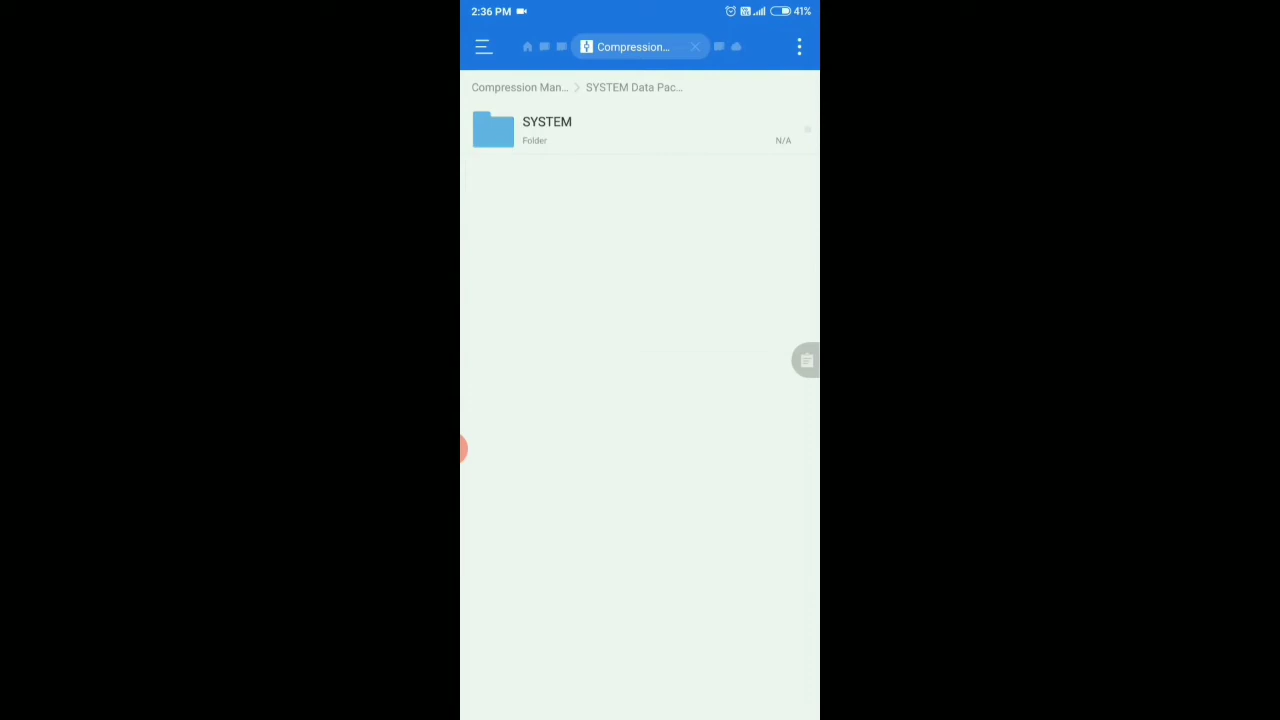 2:36 PM 41%
Compression...
Compression Man... SYSTEM Data Pac...
SYSTEM
Folder N/A